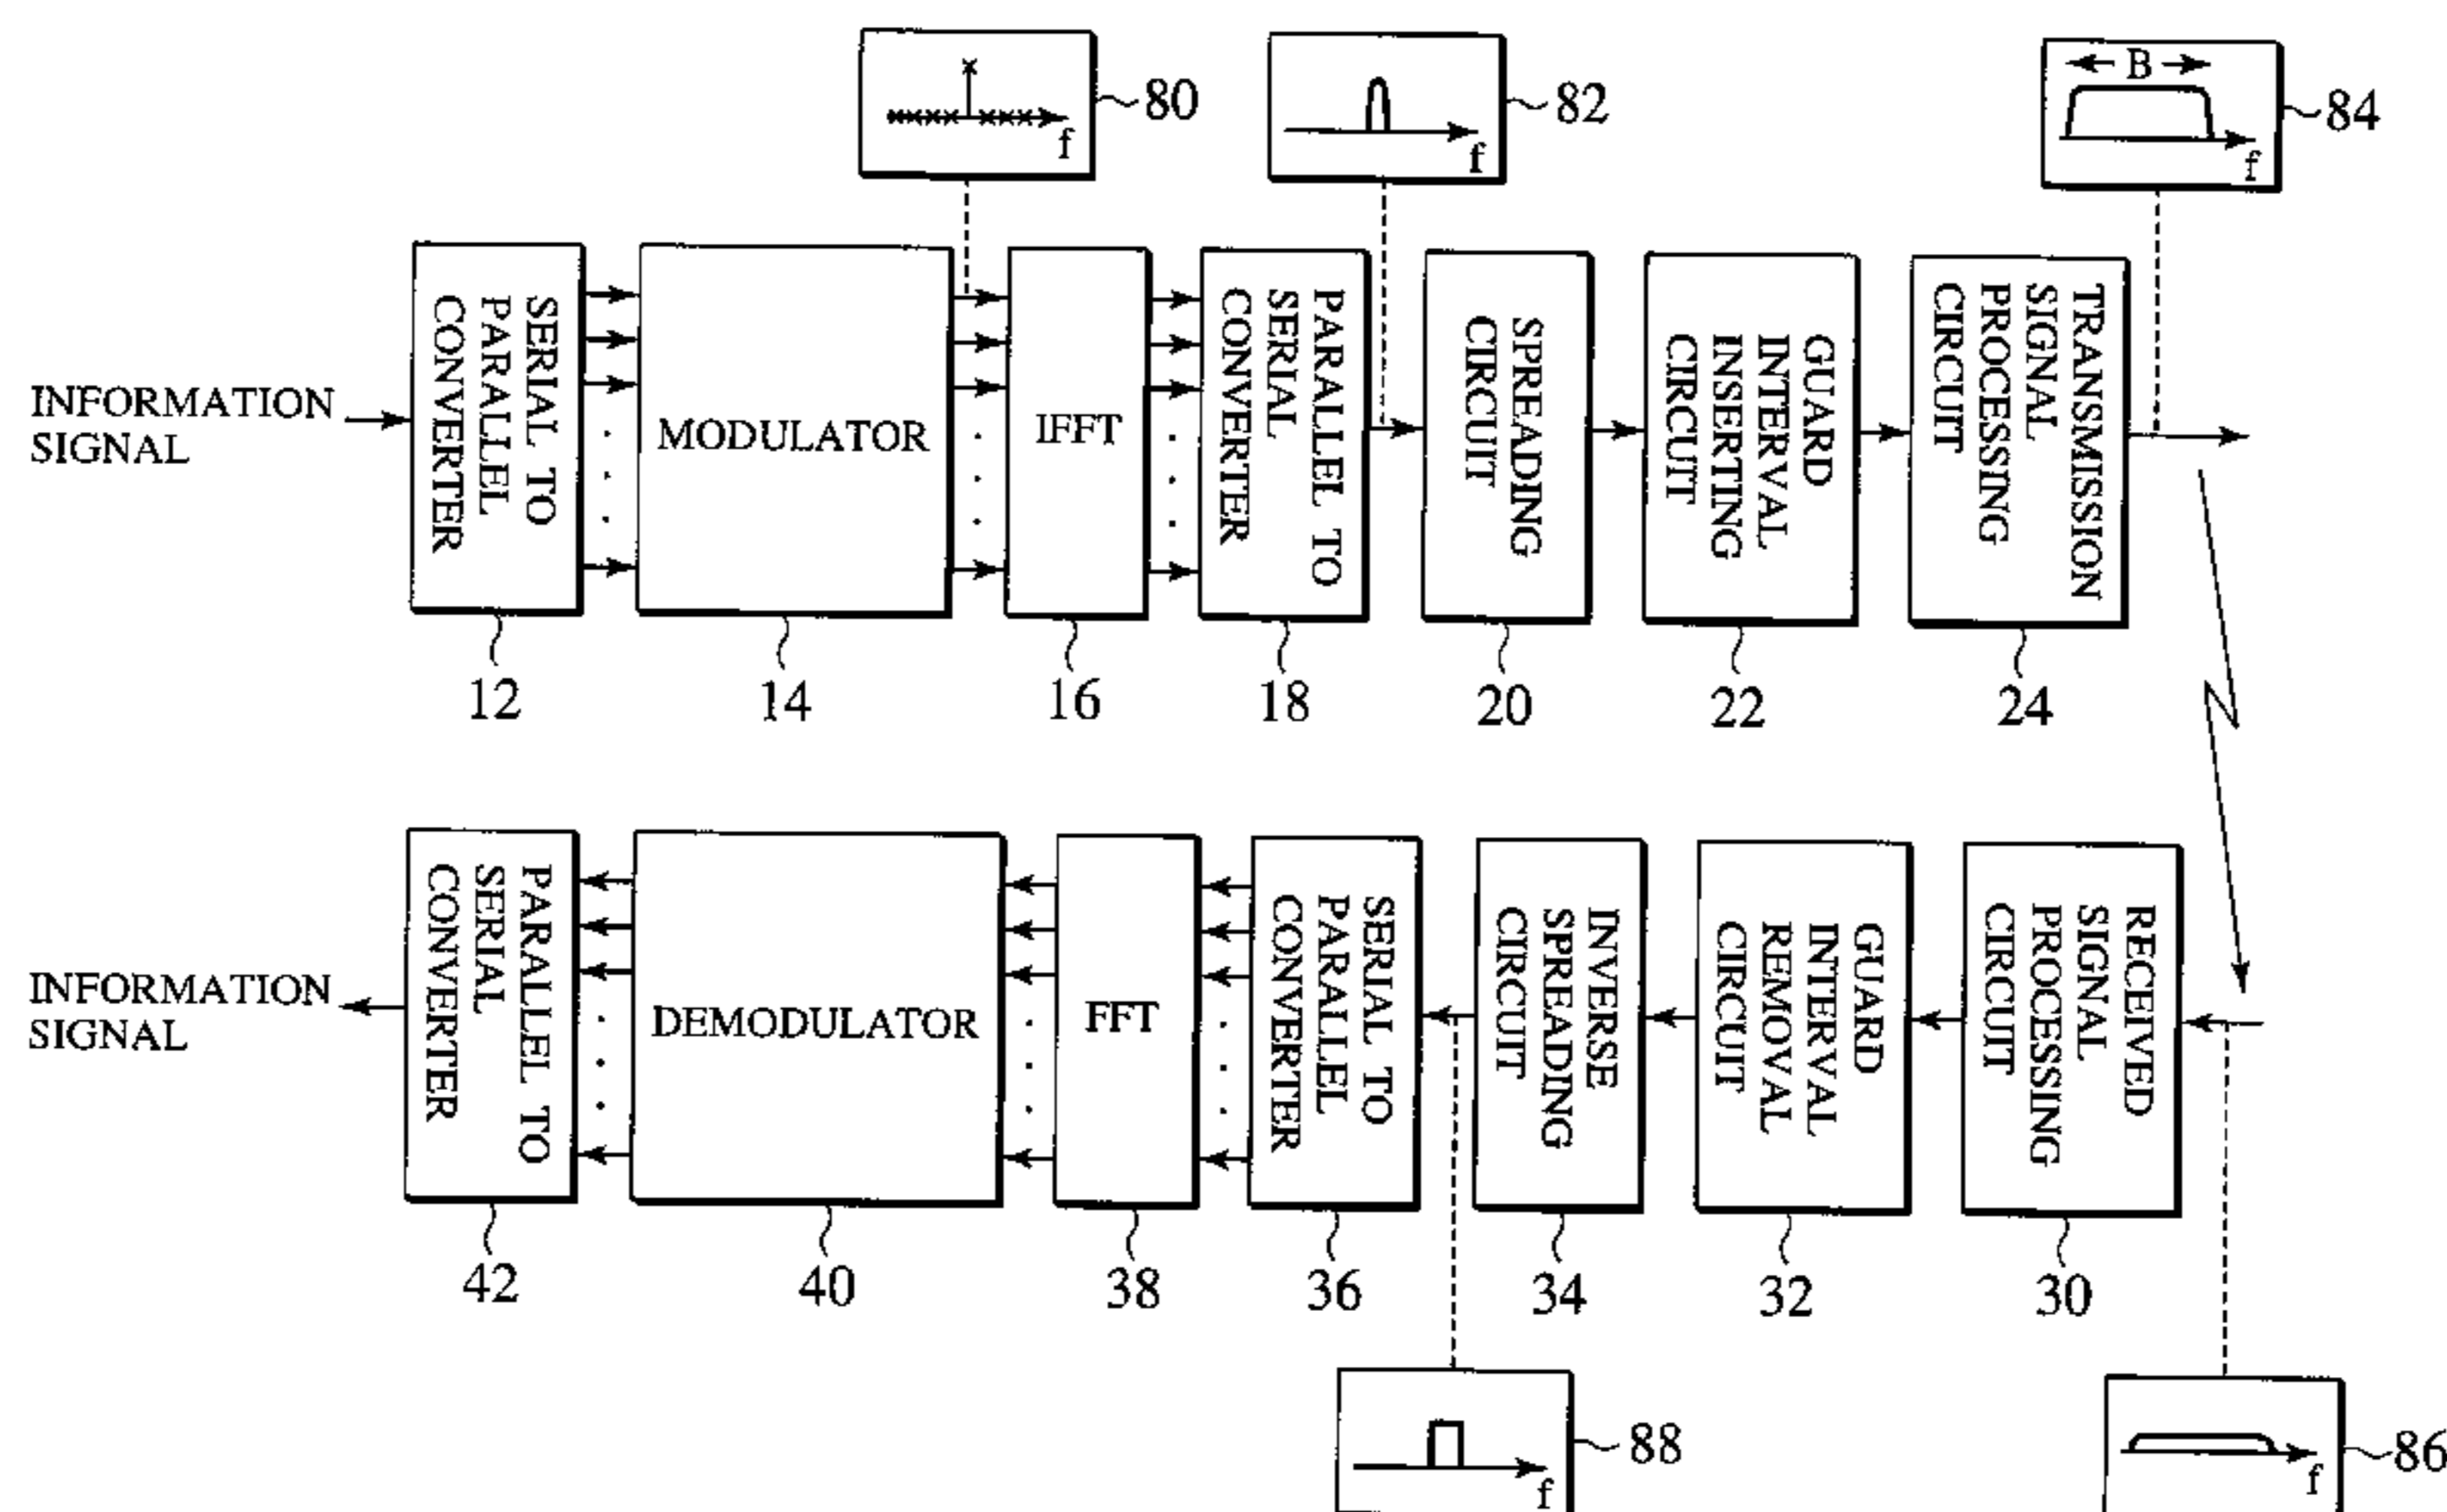 80
f
82
f
B
84
f
INFORMATION
SIGNAL
SERIAL TO
PARALLEL
CONVERTER
MODULATOR
IFFT
PARALLEL TO
SERIAL
CONVERTER
SPREADING
CIRCUIT
GUARD
INTERVAL
INSERTING
CIRCUIT
TRANSMISSION
SIGNAL
PROCESSING
CIRCUIT
12
14
16
18
20
22
24
INFORMATION
SIGNAL
PARALLEL TO
SERIAL
CONVERTER
DEMODULATOR
FFT
SERIAL TO
PARALLEL
CONVERTER
INVERSE
SPREADING
CIRCUIT
GUARD
INTERVAL
REMOVAL
CIRCUIT
RECEIVED
SIGNAL
PROCESSING
CIRCUIT
42
40
38
36
34
32
30
88
f
86
f